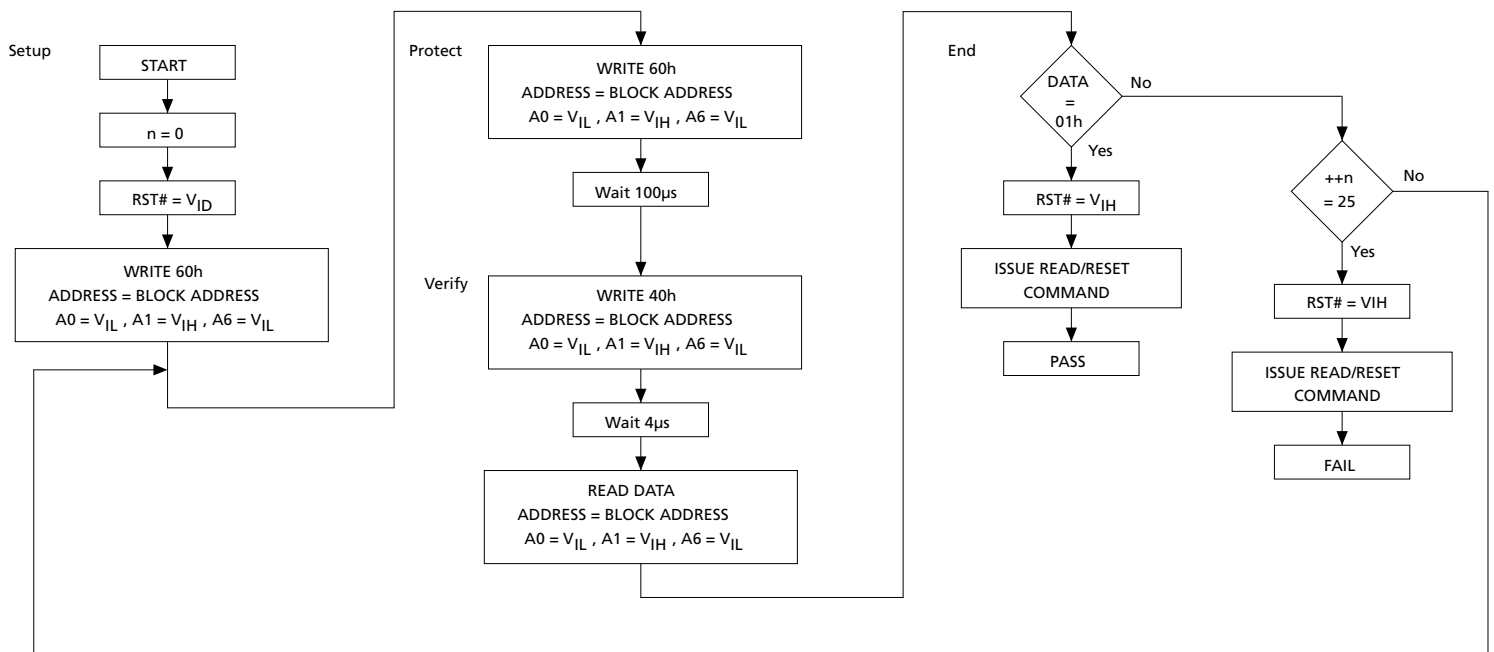 Setup
START
n = 0
RST# = VID
WRITE 60h
ADDRESS = BLOCK ADDRESS
A0 = VIL , A1 = VIH , A6 = VIL
Protect
WRITE 60h
ADDRESS = BLOCK ADDRESS
A0 = VIL , A1 = VIH , A6 = VIL
Wait 100µs
Verify
WRITE 40h
ADDRESS = BLOCK ADDRESS
A0 = VIL , A1 = VIH , A6 = VIL
Wait 4µs
READ DATA
ADDRESS = BLOCK ADDRESS
A0 = VIL , A1 = VIH , A6 = VIL
End
DATA
=
01h
No
Yes
RST# = VIH
ISSUE READ/RESET
COMMAND
PASS
++n
= 25
No
Yes
RST# = VIH
ISSUE READ/RESET
COMMAND
FAIL